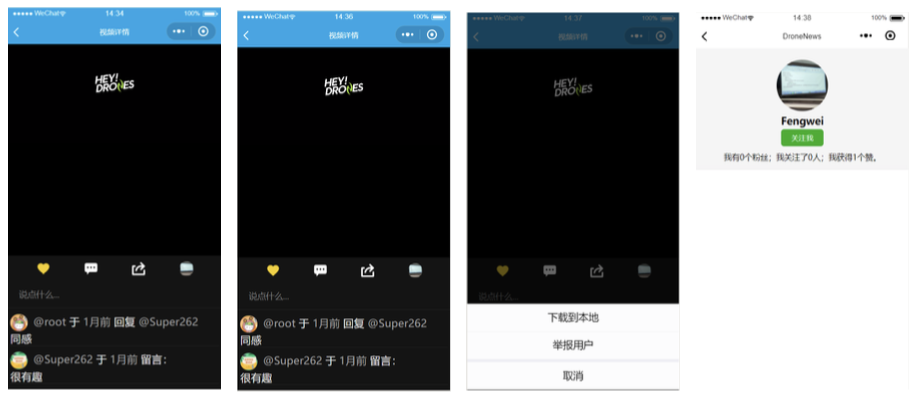 WeChat 14:34 100%
视频详情
HEY!
DRONES
说点什么...
@root 于 1月前 回复 @Super262
同感
@Super262 于 1月前 留言:
很有趣
WeChat 14:36 100%
视频详情
HEY!
DRONES
说点什么...
@root 于 1月前 回复 @Super262
同感
@Super262 于 1月前 留言:
很有趣
WeChat 14:37 100%
视频详情
HEY!
DRONES
说点什么...
下载到本地
举报用户
取消
WeChat 14:38 100%
DroneNews
Fengwei
关注我
我有0个粉丝；我关注了0人；我获得1个赞。